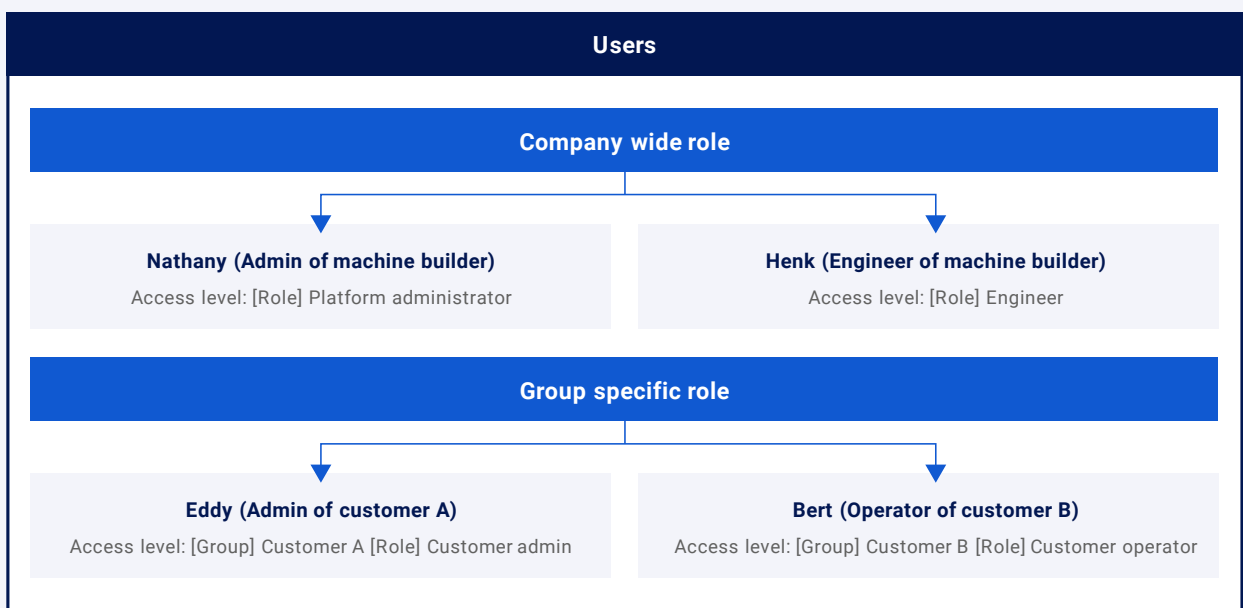 Users
Company wide role
Nathany (Admin of machine builder)
Access level: [Role] Platform administrator
Henk (Engineer of machine builder)
Access level: [Role] Engineer
Group specific role
Eddy (Admin of customer A)
Access level: [Group] Customer A [Role] Customer admin
Bert (Operator of customer B)
Access level: [Group] Customer B [Role] Customer operator